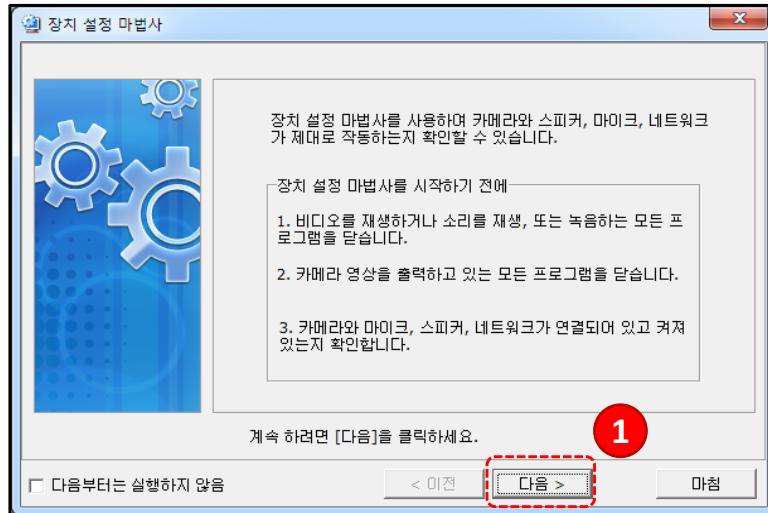 장치 설정 마법사
장치 설정 마법사를 사용하여 카메라와 스피커, 마이크, 네트워크
가 제대로 작동하는지 확인할 수 있습니다.
장치 설정 마법사를 시작하기 전에
1. 비디오를 재생하거나 소리를 재생, 또는 녹음하는 모든 프
로그램을 닫습니다.
2. 카메라 영상을 출력하고 있는 모든 프로그램을 닫습니다.
3. 카메라와 마이크, 스피커, 네트워크가 연결되어 있고 켜져
있는지 확인합니다.
계속 하려면 [다음]을 클릭하세요.
1
다음부터는 실행하지 않음
< 이전
다음 >
마침